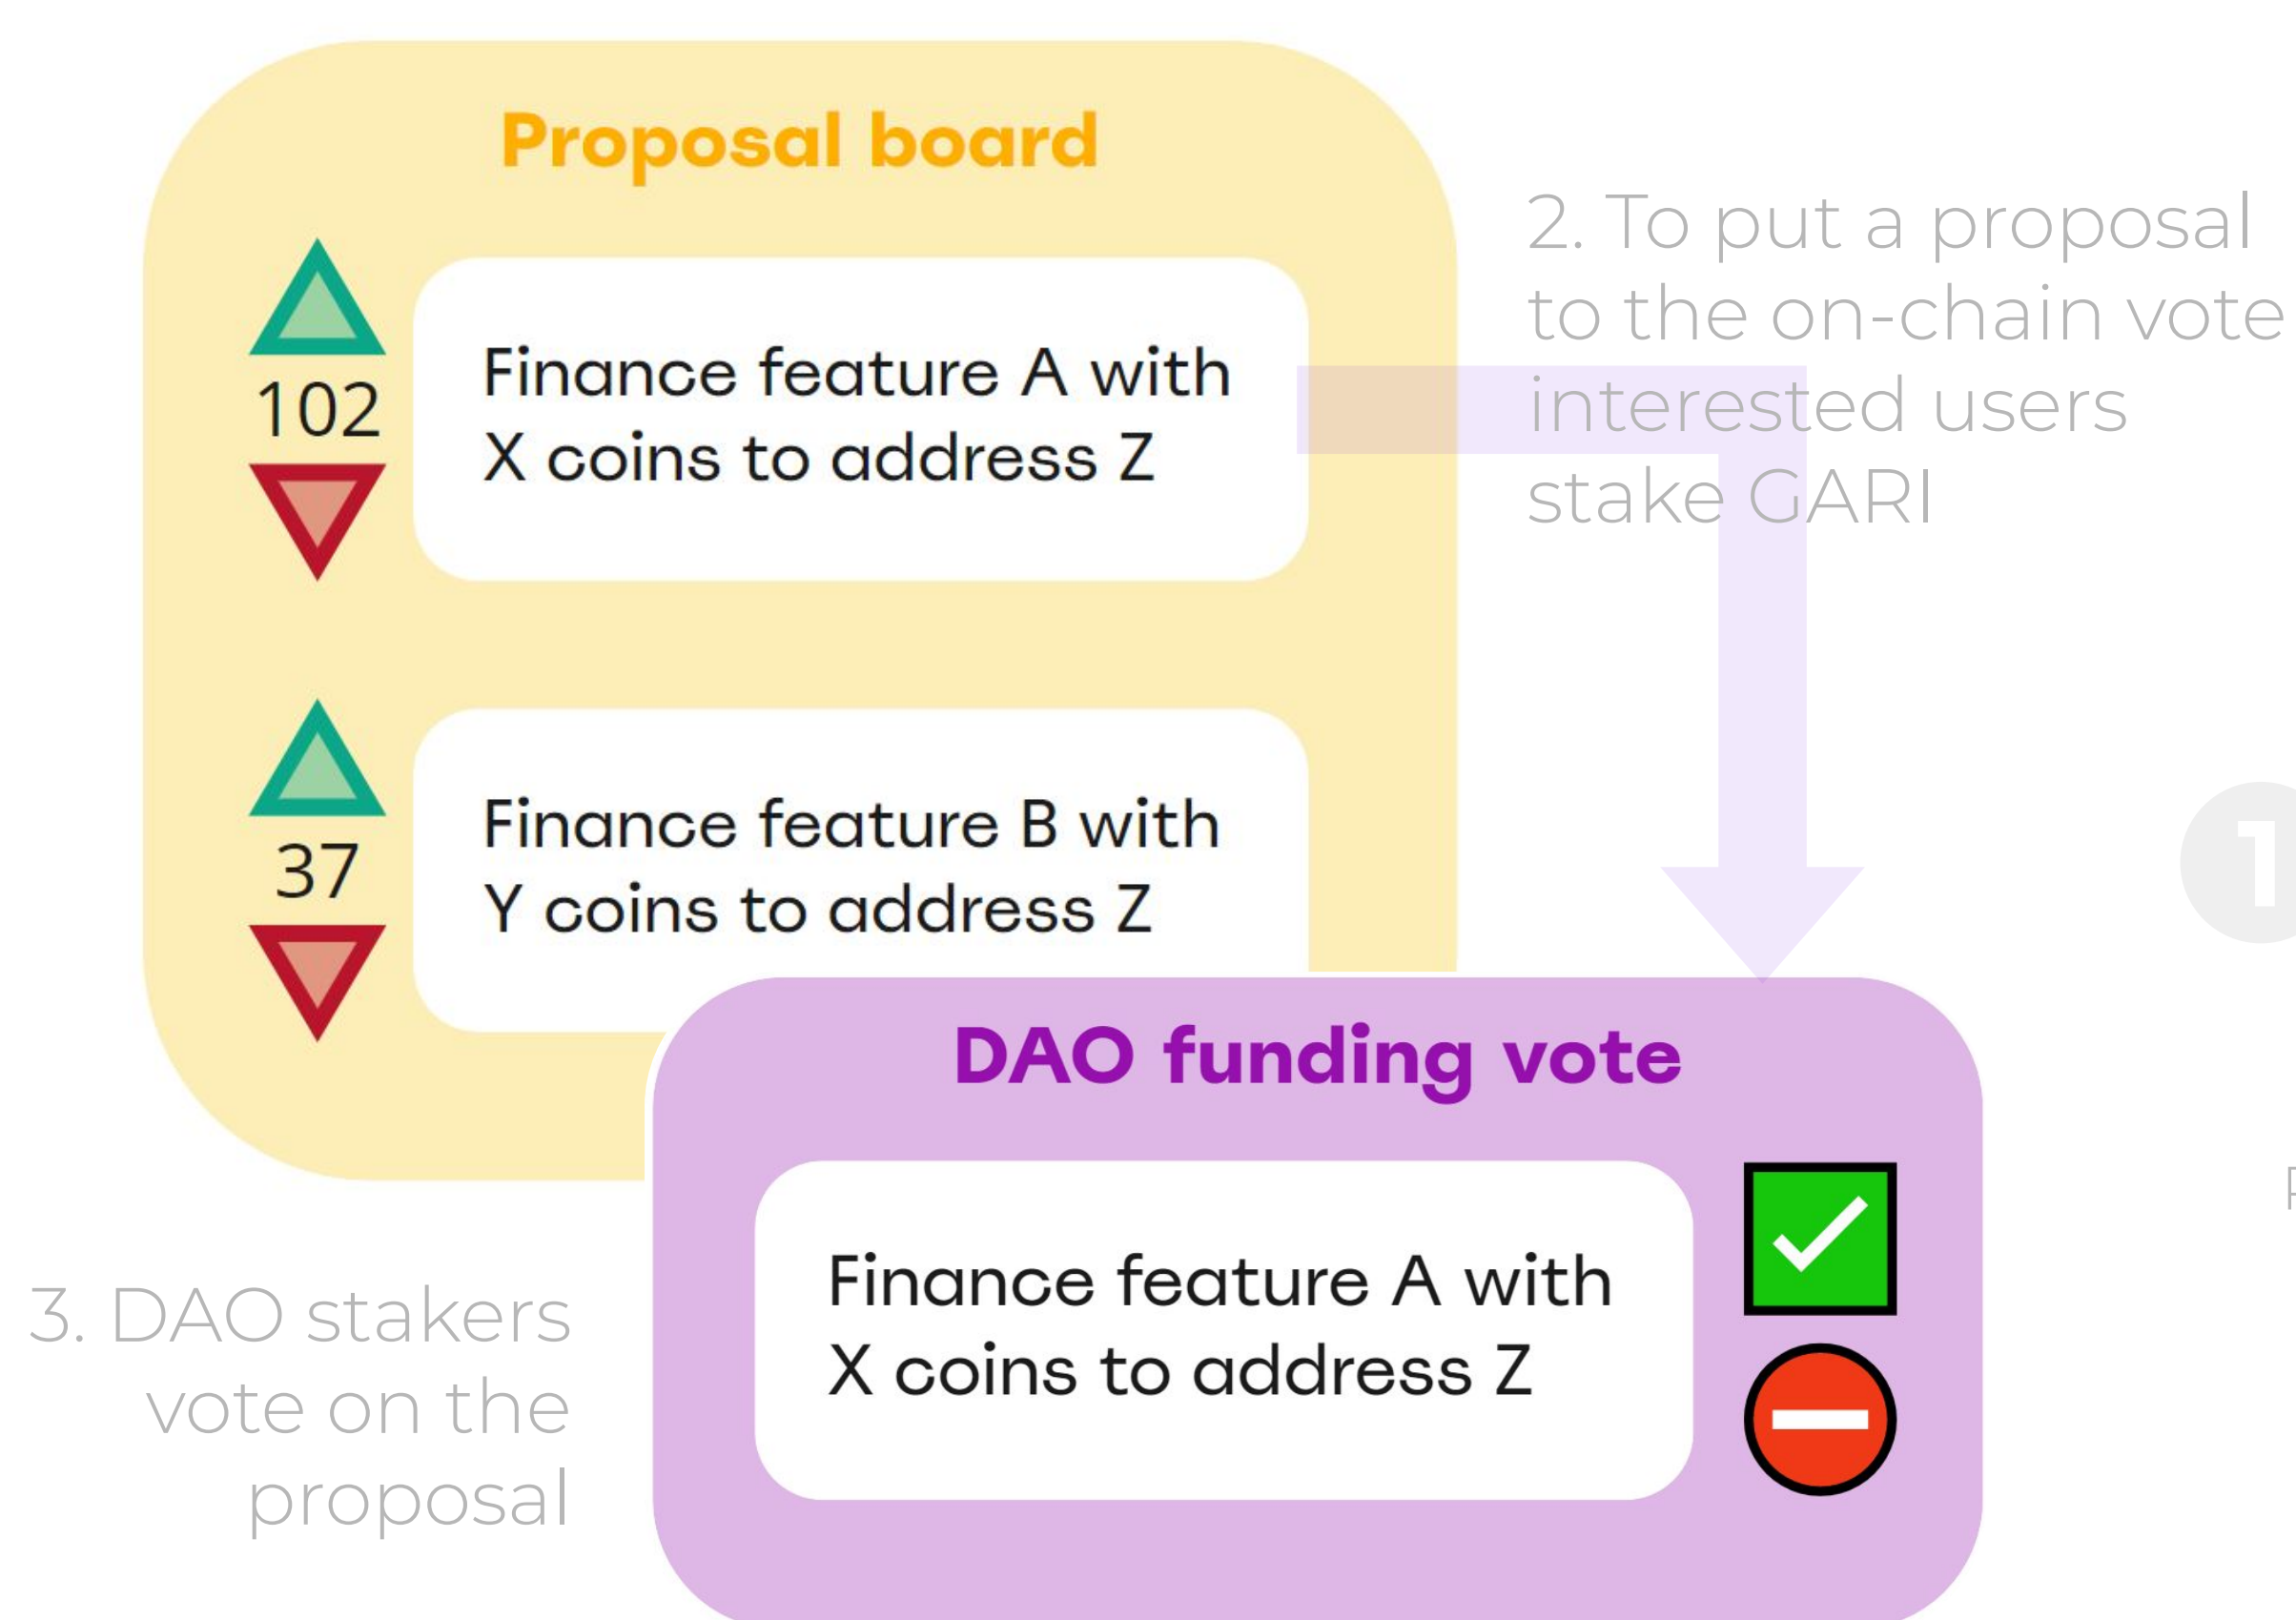 Proposal board
102
Finance feature A with
X coins to address Z
37
Finance feature B with
Y coins to address Z
2. To put a proposal
to the on-chain vote
interested users
stake GARI
1
DAO funding vote
Finance feature A with
X coins to address Z
3. DAO stakers
vote on the
proposal